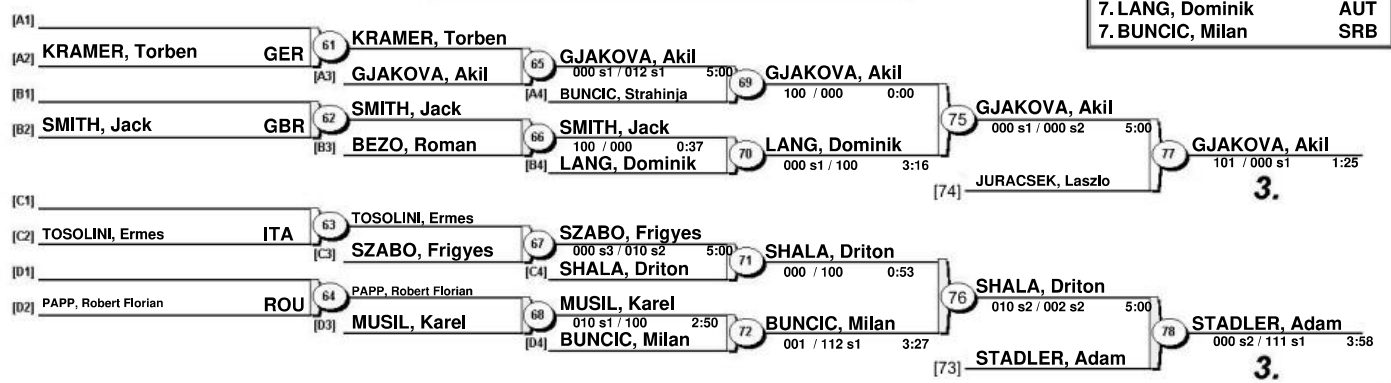 7. LANG, Dominik AUT
7. BUNCIC, Milan SRB
[A1]
[A2] KRAMER, Torben GER
61
KRAMER, Torben
[A3] GJAKOVA, Akil
65
GJAKOVA, Akil
000 s1 / 012 s1 5:00
[A4] BUNCIC, Strahinja
69
GJAKOVA, Akil
100 / 000 0:00
[B1]
[B2] SMITH, Jack GBR
62
SMITH, Jack
[B3] BEZO, Roman
66
SMITH, Jack
100 / 000 0:37
[B4] LANG, Dominik
70
LANG, Dominik
000 s1 / 100 3:16
75
GJAKOVA, Akil
000 s1 / 000 s2 5:00
[74] JURACSEK, Laszlo
77
GJAKOVA, Akil
101 / 000 s1 1:25
3.
[C1]
[C2] TOSOLINI, Ermes ITA
63
TOSOLINI, Ermes
[C3] SZABO, Frigyes
67
SZABO, Frigyes
000 s3 / 010 s2 5:00
[C4] SHALA, Driton
71
SHALA, Driton
000 / 100 0:53
[D1]
[D2] PAPP, Robert Florian ROU
64
PAPP, Robert Florian
[D3] MUSIL, Karel
68
MUSIL, Karel
010 s1 / 100 2:50
[D4] BUNCIC, Milan
72
BUNCIC, Milan
001 / 112 s1 3:27
76
SHALA, Driton
010 s2 / 002 s2 5:00
[73] STADLER, Adam
78
STADLER, Adam
000 s2 / 111 s1 3:58
3.